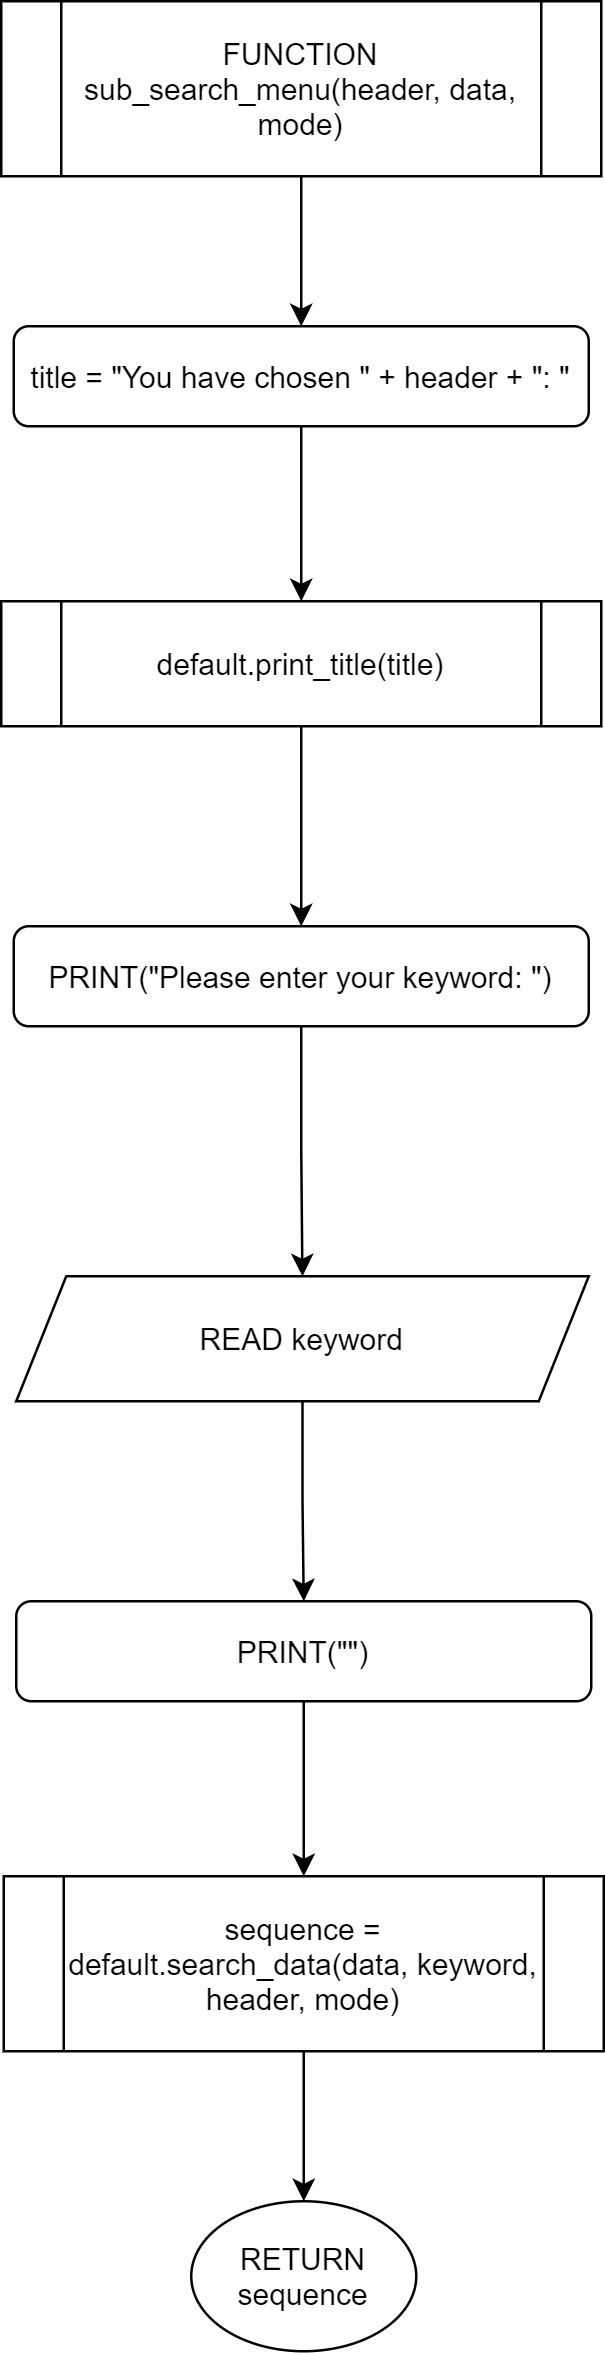 FUNCTION
sub_search_menu(header, data,
mode)
title = "You have chosen " + header + ": "
default.print_title(title)
PRINT("Please enter your keyword: ")
READ keyword
PRINT("")
sequence =
default.search_data(data, keyword,
header, mode)
RETURN
sequence